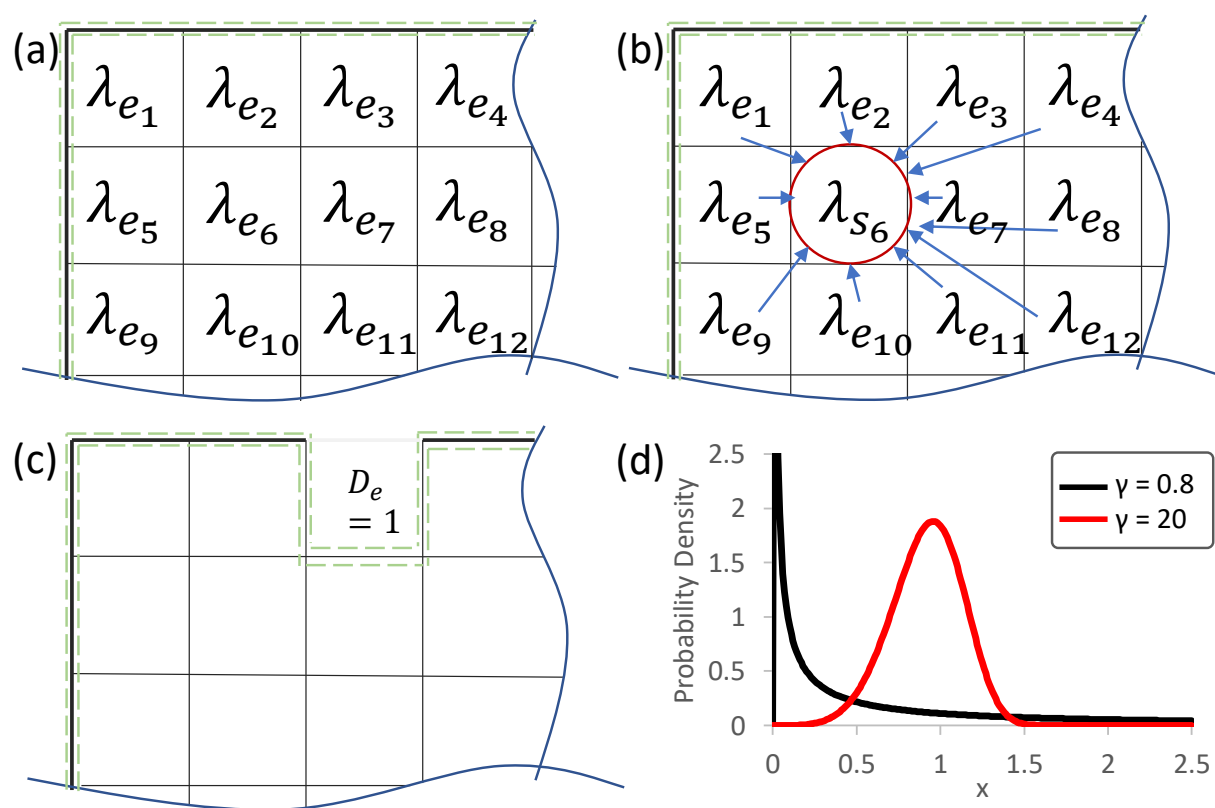 (a)
λe₁ λe₂ λe₃ λe₄
λe₅ λe₆ λe₇ λe₈
λe₉ λe₁₀ λe₁₁ λe₁₂
(b)
λe₁ λe₂ λe₃ λe₄
λe₅ λs₆ λe₇ λe₈
λe₉ λe₁₀ λe₁₁ λe₁₂
(c)
Dₑ
= 1
(d)
Probability Density
2.5
2
1.5
1
0.5
0
0 0.5 1 1.5 2 2.5
x
γ = 0.8
γ = 20